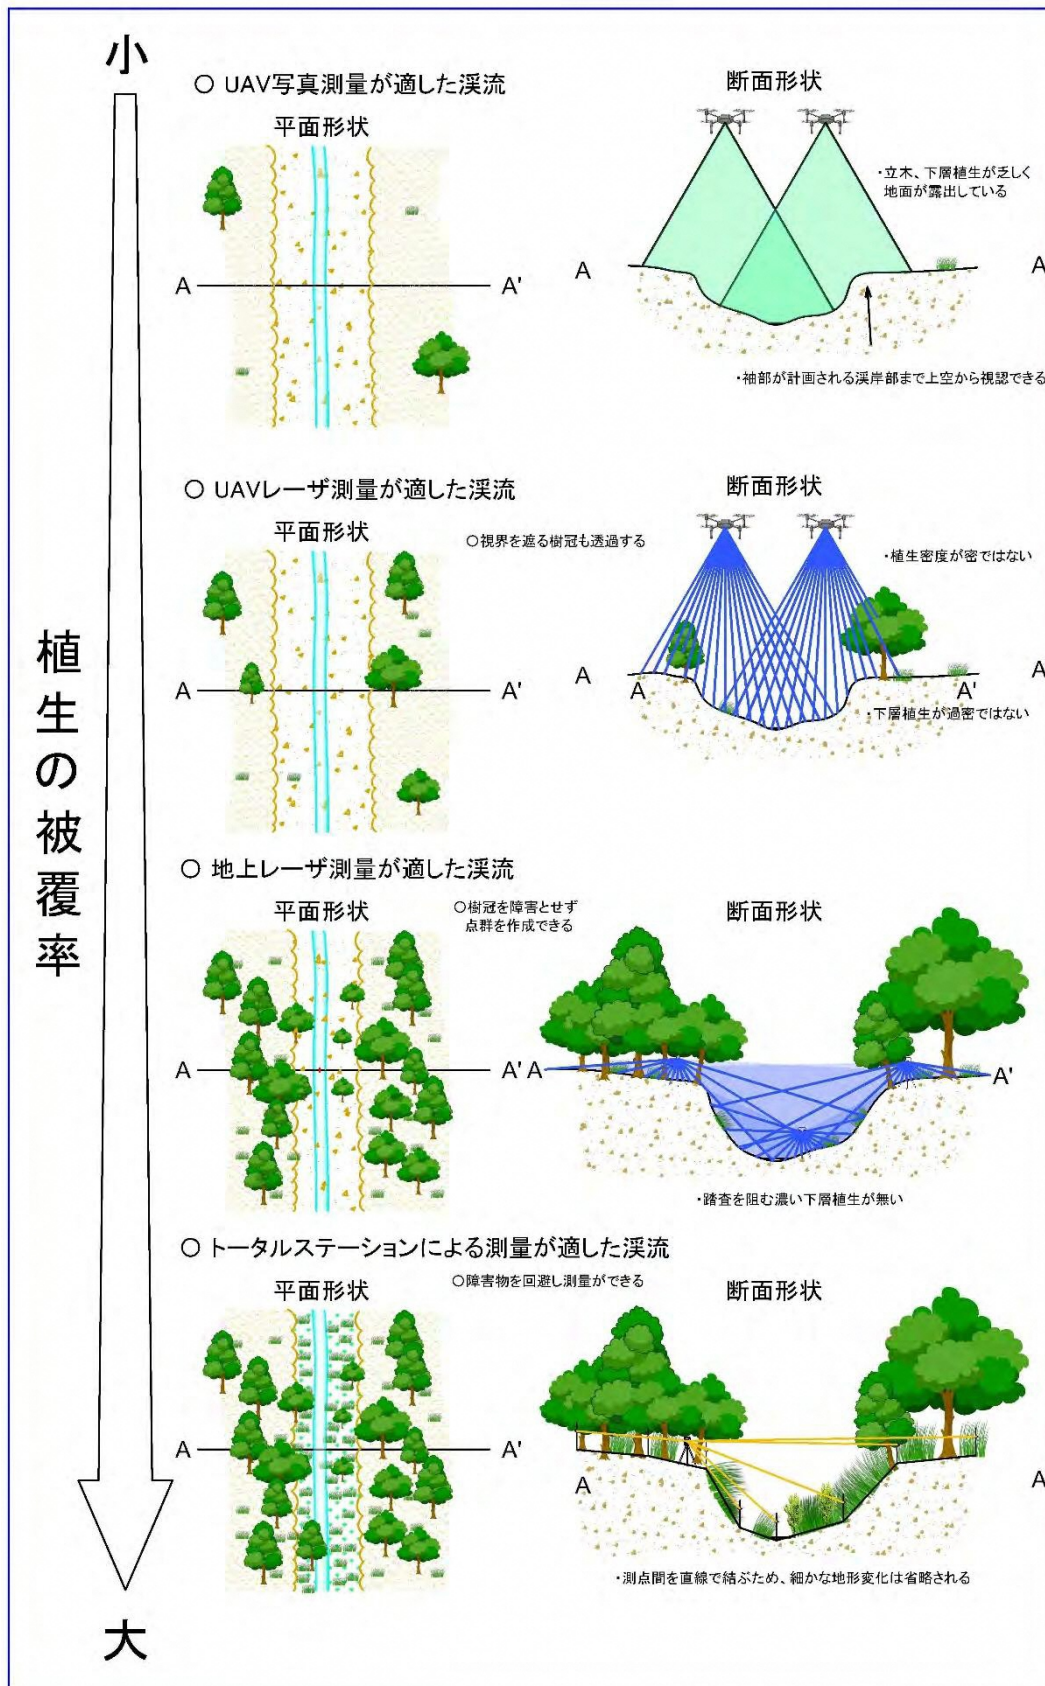 小
植生の被覆率
大
○ UAV写真測量が適した渓流
平面形状
断面形状
・立木、下層植生が乏しく
地面が露出している
A
A'
A
A
・袖部が計画される渓岸部まで上空から視認できる
○ UAVレーザ測量が適した渓流
平面形状
○視界を遮る樹冠も透過する
断面形状
・植生密度が密ではない
A
A'
A
A
A'
A
・下層植生が過密ではない
○ 地上レーザ測量が適した渓流
平面形状
○樹冠を障害とせず
点群を作成できる
断面形状
A
A'
A
A'
・踏査を阻む濃い下層植生が無い
○ トータルステーションによる測量が適した渓流
平面形状
○障害物を回避し測量ができる
断面形状
A
A'
A
A
・測点間を直線で結ぶため、細かな地形変化は省略される